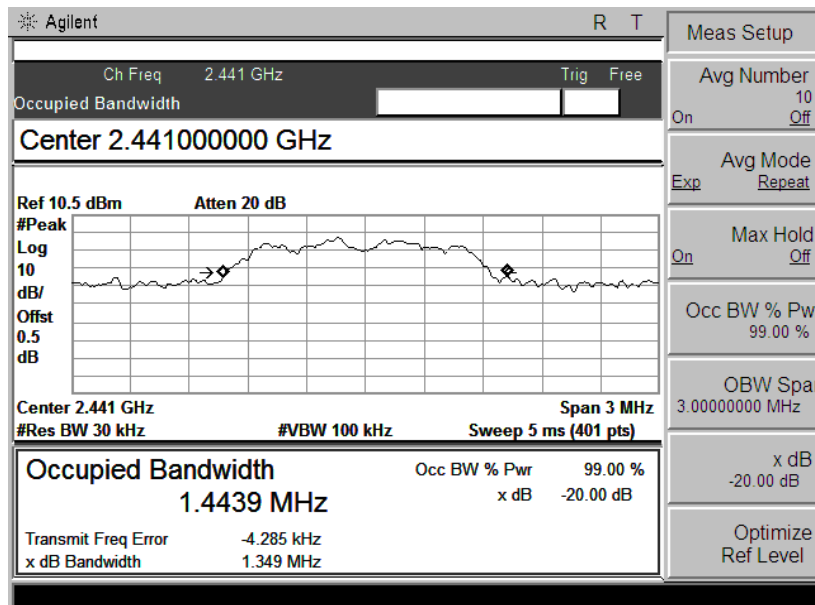 Agilent R T
Ch Freq 2.441 GHz Trig Free
Occupied Bandwidth
Center 2.441000000 GHz
Ref 10.5 dBm Atten 20 dB
#Peak
Log
10
dB/
Offst
0.5
dB
Center 2.441 GHz Span 3 MHz
#Res BW 30 kHz #VBW 100 kHz Sweep 5 ms (401 pts)
Occupied Bandwidth
1.4439 MHz
Occ BW % Pwr 99.00 %
x dB -20.00 dB
Transmit Freq Error -4.285 kHz
x dB Bandwidth 1.349 MHz
Meas Setup
Avg Number
10
On Off
Avg Mode
Exp Repeat
Max Hold
On Off
Occ BW % Pw
99.00 %
OBW Spa
3.00000000 MHz
x dB
-20.00 dB
Optimize
Ref Level